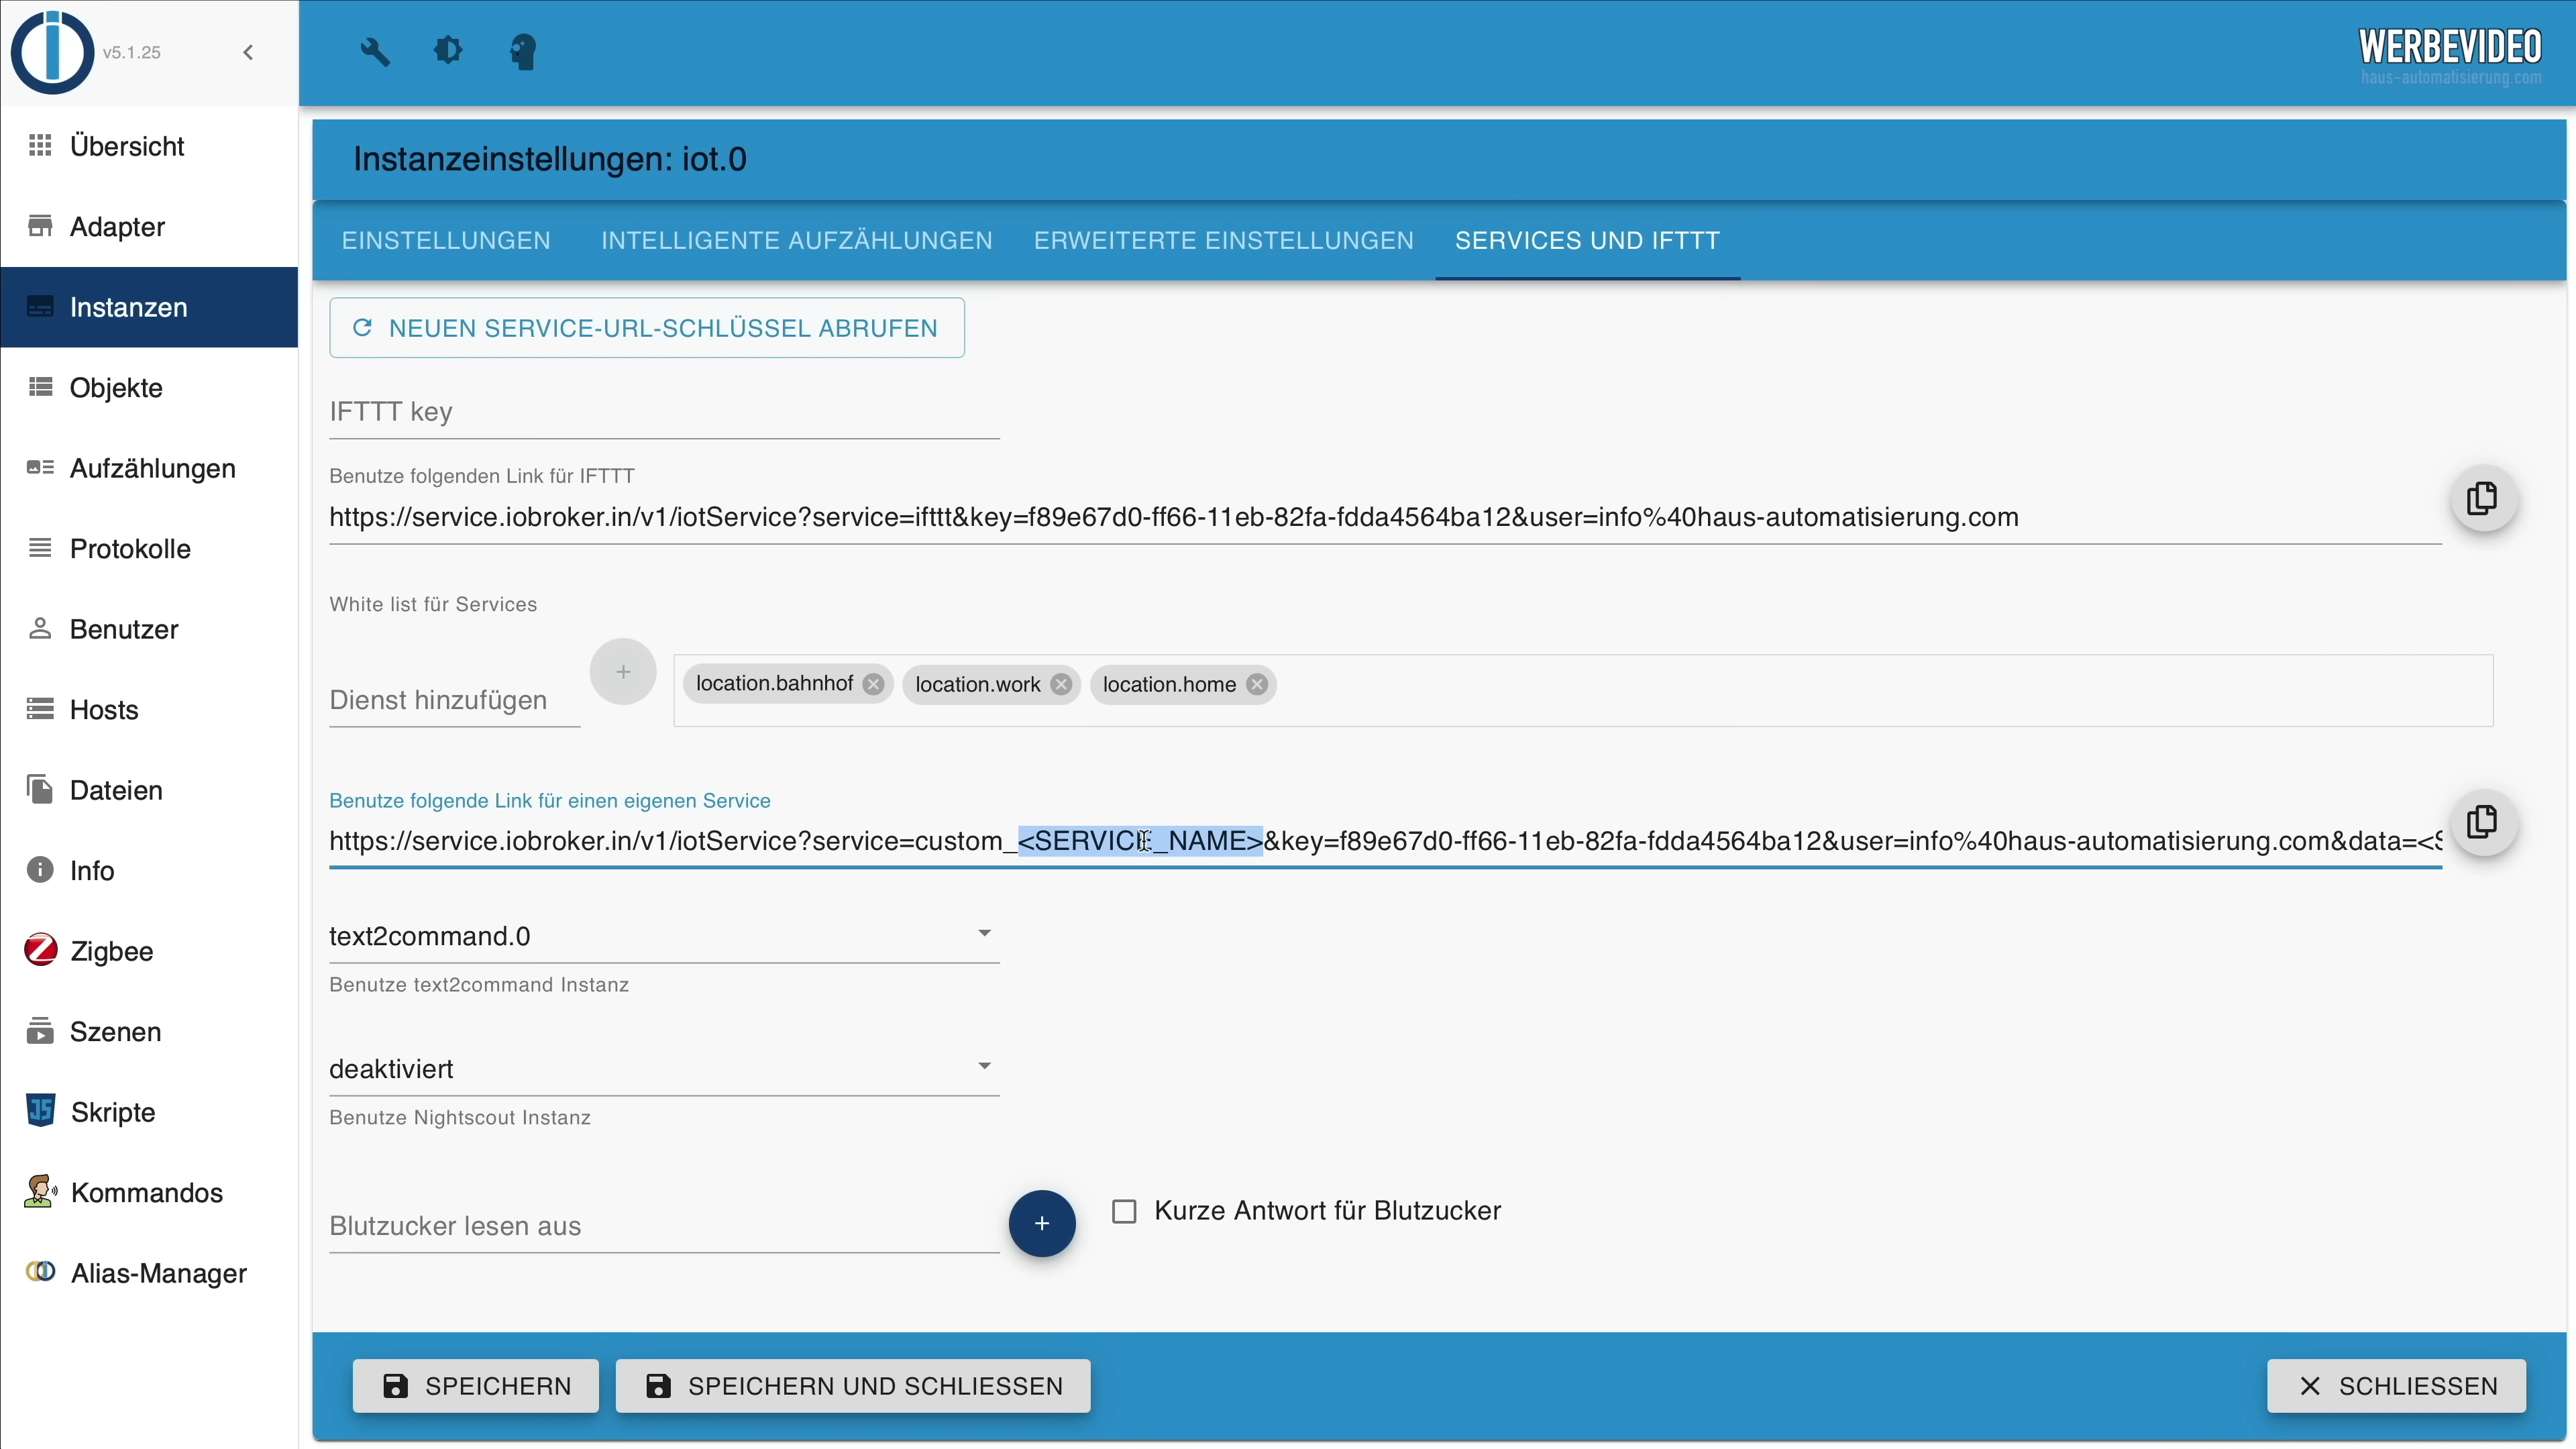 v5.1.25
WERBEVIDEO
haus-automatisierung.com
Übersicht
Adapter
Instanzen
Objekte
Aufzählungen
Protokolle
Benutzer
Hosts
Dateien
Info
Zigbee
Szenen
Skripte
Kommandos
Alias-Manager
Instanzeinstellungen: iot.0
EINSTELLUNGEN INTELLIGENTE AUFZÄHLUNGEN ERWEITERTE EINSTELLUNGEN SERVICES UND IFTTT
NEUEN SERVICE-URL-SCHLÜSSEL ABRUFEN
IFTTT key
Benutze folgenden Link für IFTTT
https://service.iobroker.in/v1/iotService?service=ifttt&key=f89e67d0-ff66-11eb-82fa-fdda4564ba12&user=info%40haus-automatisierung.com
White list für Services
Dienst hinzufügen + location.bahnhof location.work location.home
Benutze folgende Link für einen eigenen Service
https://service.iobroker.in/v1/iotService?service=custom_<SERVICE_NAME>&key=f89e67d0-ff66-11eb-82fa-fdda4564ba12&user=info%40haus-automatisierung.com&data=<S
text2command.0
Benutze text2command Instanz
deaktiviert
Benutze Nightscout Instanz
Blutzucker lesen aus + Kurze Antwort für Blutzucker
SPEICHERN SPEICHERN UND SCHLIESSEN SCHLIESSEN